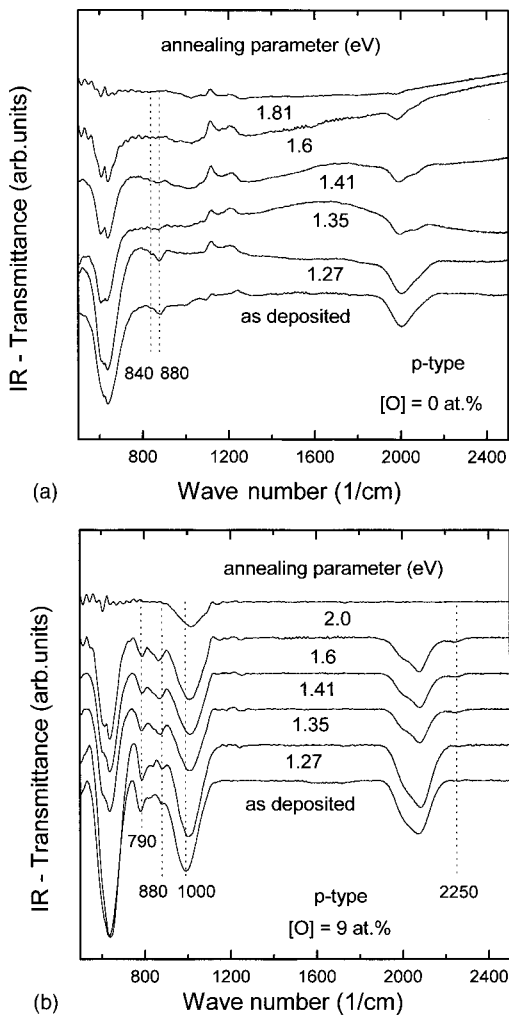 annealing parameter (eV)
1.81
1.6
1.41
1.35
1.27
as deposited
840 880
p-type
[O] = 0 at.%
IR - Transmittance (arb.units)
800 1200 1600 2000 2400
(a)
Wave number (1/cm)
annealing parameter (eV)
2.0
1.6
1.41
1.35
1.27
as deposited
790
880 1000 2250
p-type
[O] = 9 at.%
IR - Transmittance (arb.units)
800 1200 1600 2000 2400
(b)
Wave number (1/cm)